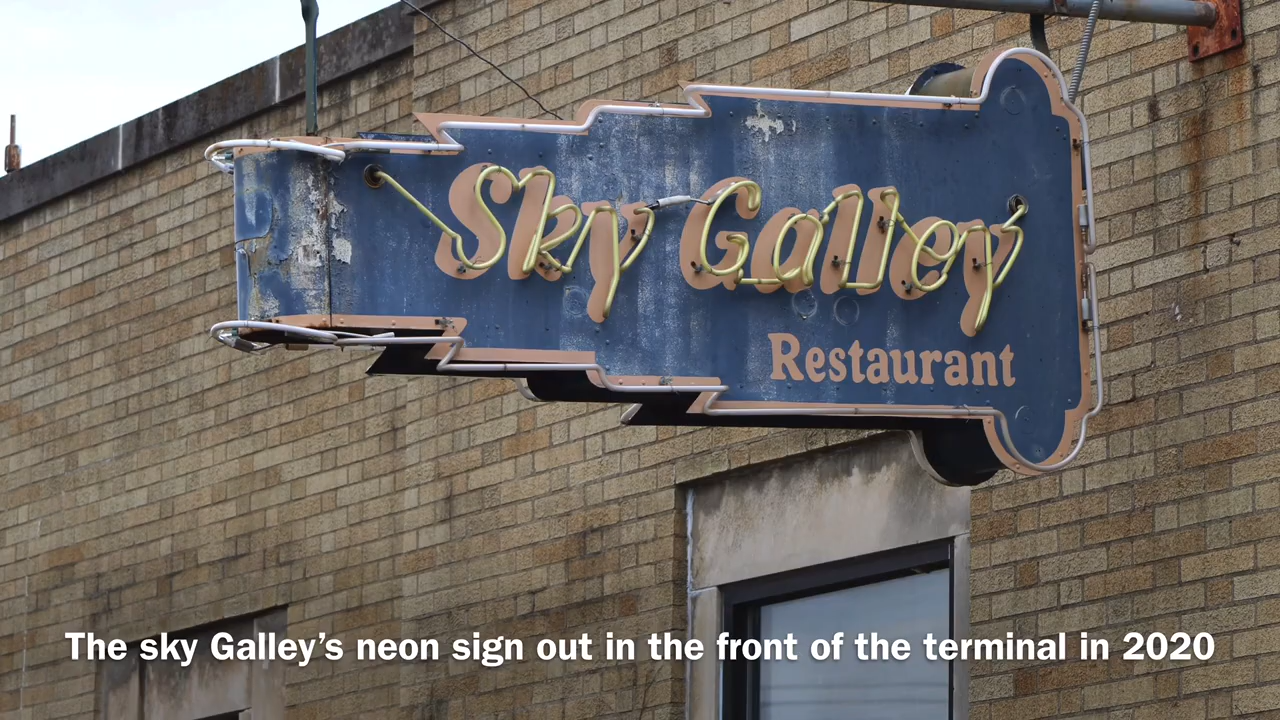 Sky Galley
Restaurant
The sky Galley’s neon sign out in the front of the terminal in 2020